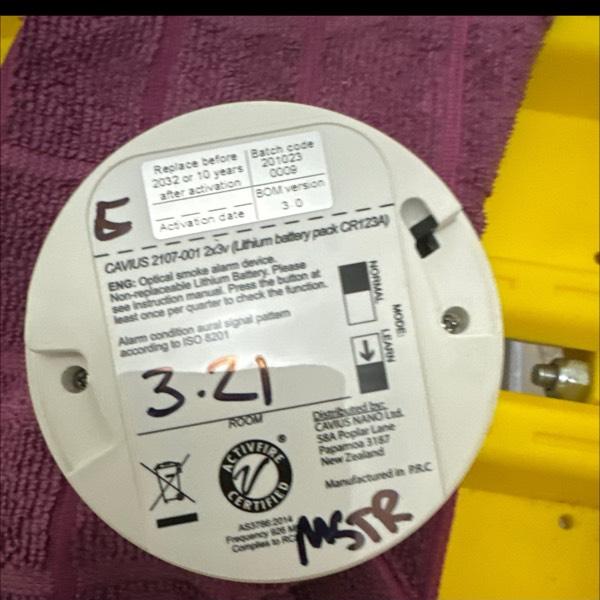 Replace before
2032 or 10 years
after activation
Activation date
Batch code
201023
0009
BOM version
3.0
CAVIUS 2107-001 2x3v (Lithium battery pack CR123A)
ENG: Optical smoke alarm device.
Non-replaceable Lithium Battery. Please
see instruction manual. Press the button at
least once per quarter to check the function.
Alarm condition aural signal pattern
according to ISO 8201
NORMAL
MODE:
LEARN
3.21
ROOM
ACTIVFIRE
®
CERTIFIED
Distributed by:
CAVIUS NANO Ltd.
58A Poplar Lane
Papamoa 3187
New Zealand
Manufactured in P.R.C.
AS3786:2014
Frequency 926
Complies to
MSTR